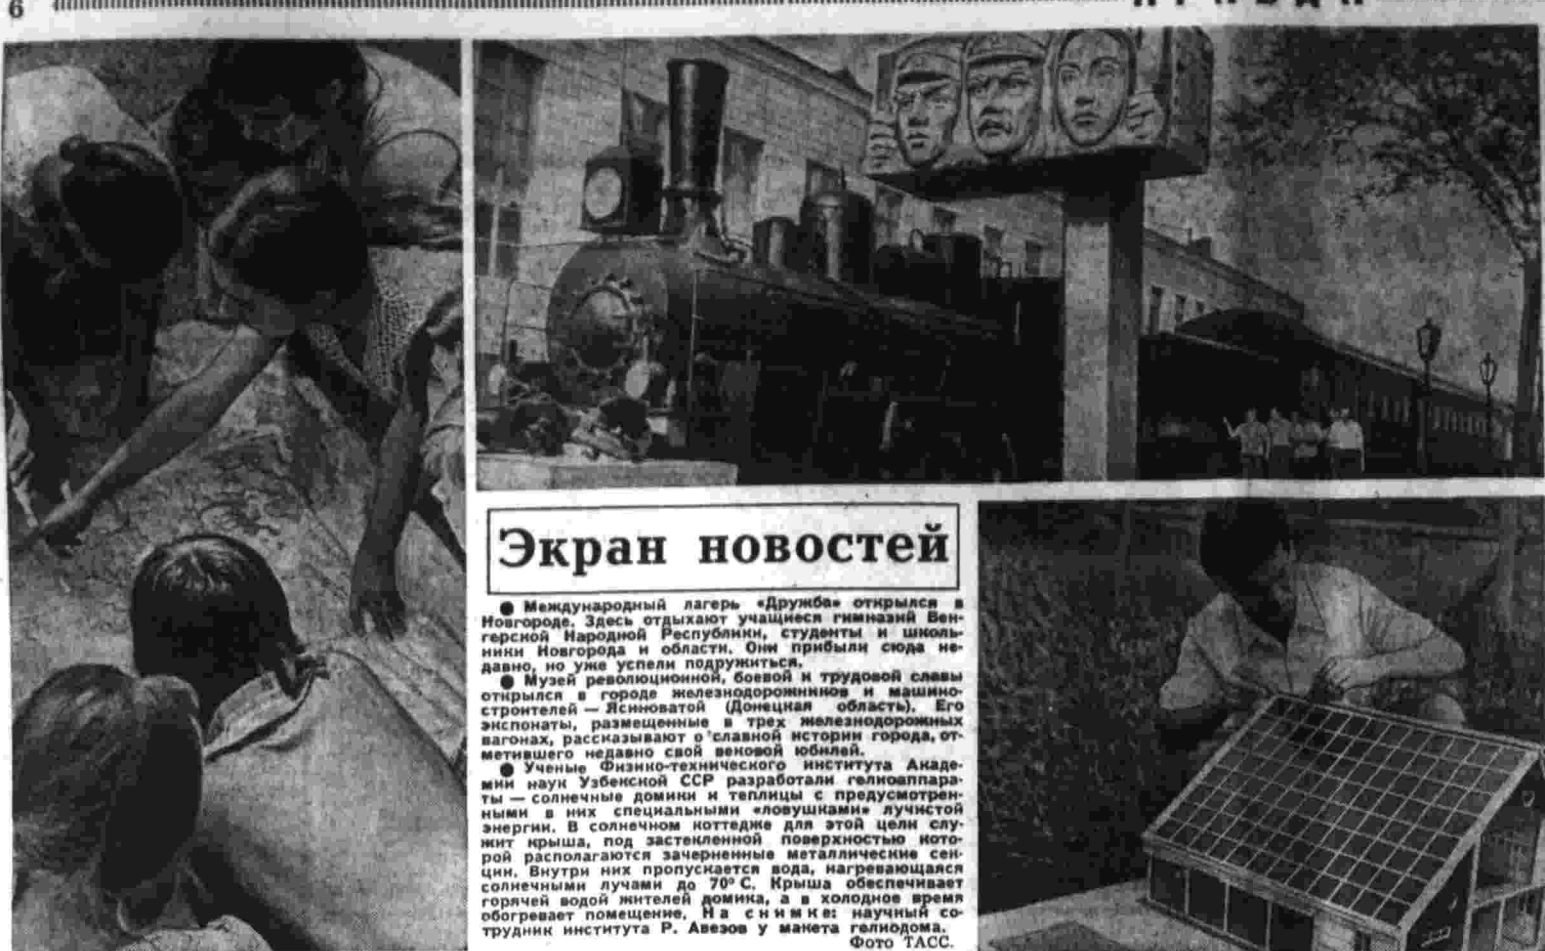 6
Экран новостей
● Международный лагерь «Дружба» открылся в
Новгороде. Здесь отдыхают учащиеся гимназий Вен-
герской Народной Республики, студенты и школь-
ники Новгорода и области. Они прибыли сюда не-
давно, но уже успели подружиться.
● Музей революционной, боевой и трудовой славы
открылся в городе железнодорожников и машино-
строителей — Ясиноватой (Донецкая область). Его
экспонаты, размещенные в трех железнодорожных
вагонах, рассказывают о славной истории города, от-
метившего недавно свой вековой юбилей.
● Ученые Физико-технического института Акаде-
мии наук Узбекской ССР разработали гелиоаппара-
ты — солнечные домики и теплицы с предусмотрен-
ными в них специальными «ловушками» лучистой
энергии. В солнечном коттедже для этой цели слу-
жит крыша, под застекленной поверхностью кото-
рой располагаются зачерненные металлические сек-
ции. Внутри них пропускается вода, нагревающаяся
солнечными лучами до 70° С. Крыша обеспечивает
горячей водой жителей домика, а в холодное время
обогревает помещение. На снимке: научный со-
трудник института Р. Авезов у макета гелиодома.
Фото ТАСС.